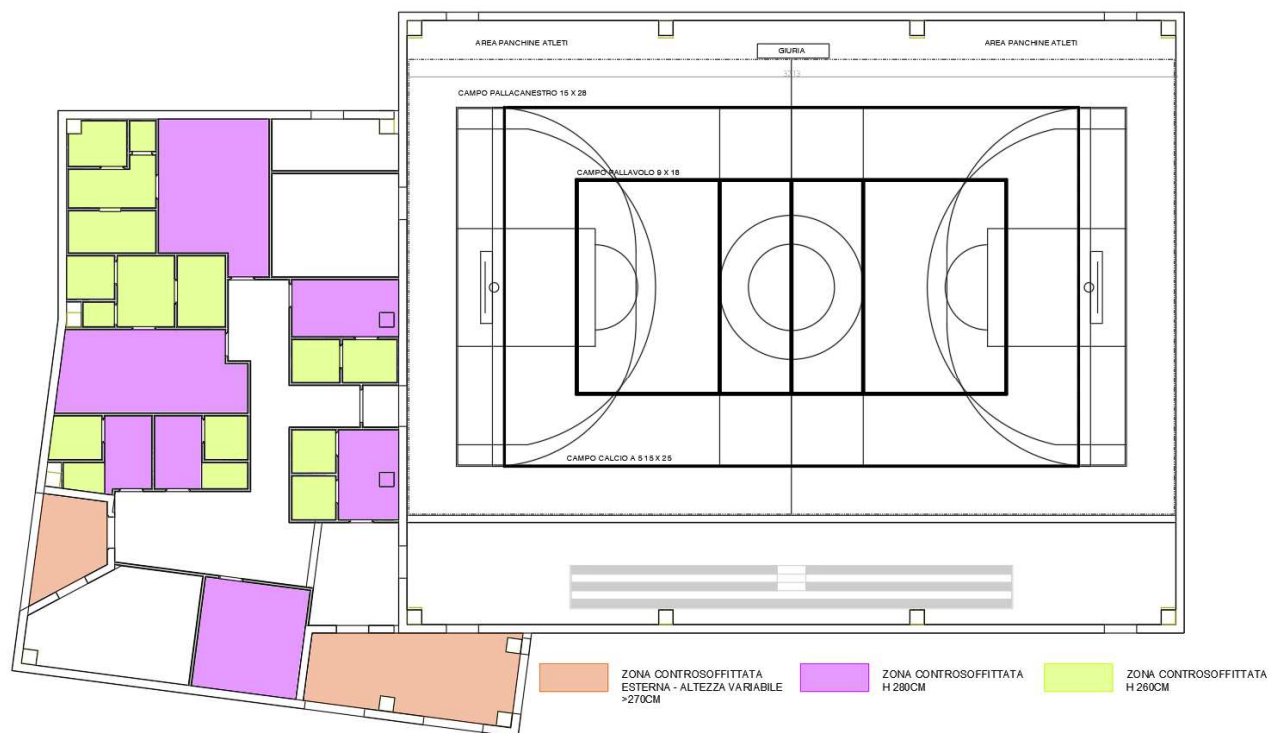 AREA PANCHINE ATLETI
AREA PANCHINE ATLETI
GIURIA
CAMPO PALLACANESTRO 15 X 28
CAMPO PALLAVOLO 9 X 18
CAMPO CALCIO A 5 15 X 25
ZONA CONTROSOFFITTATA
ESTERNA - ALTEZZA VARIABILE
>270CM
ZONA CONTROSOFFITTATA
H 280CM
ZONA CONTROSOFFITTATA
H 260CM